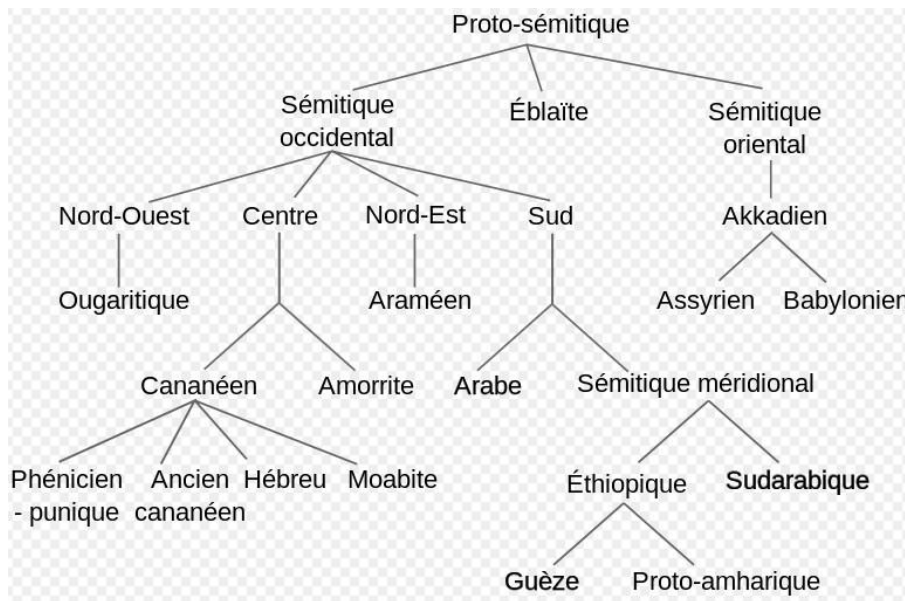 Proto-sémitique
Sémitique
occidental
Éblaïte
Sémitique
oriental
Nord-Ouest
Centre
Nord-Est
Sud
Akkadien
Ougaritique
Araméen
Assyrien
Babylonien
Cananéen
Amorrite
Arabe
Sémitique méridional
Phénicien
- punique
Ancien
cananéen
Hébreu
Moabite
Éthiopique
Sudarabique
Guèze
Proto-amharique